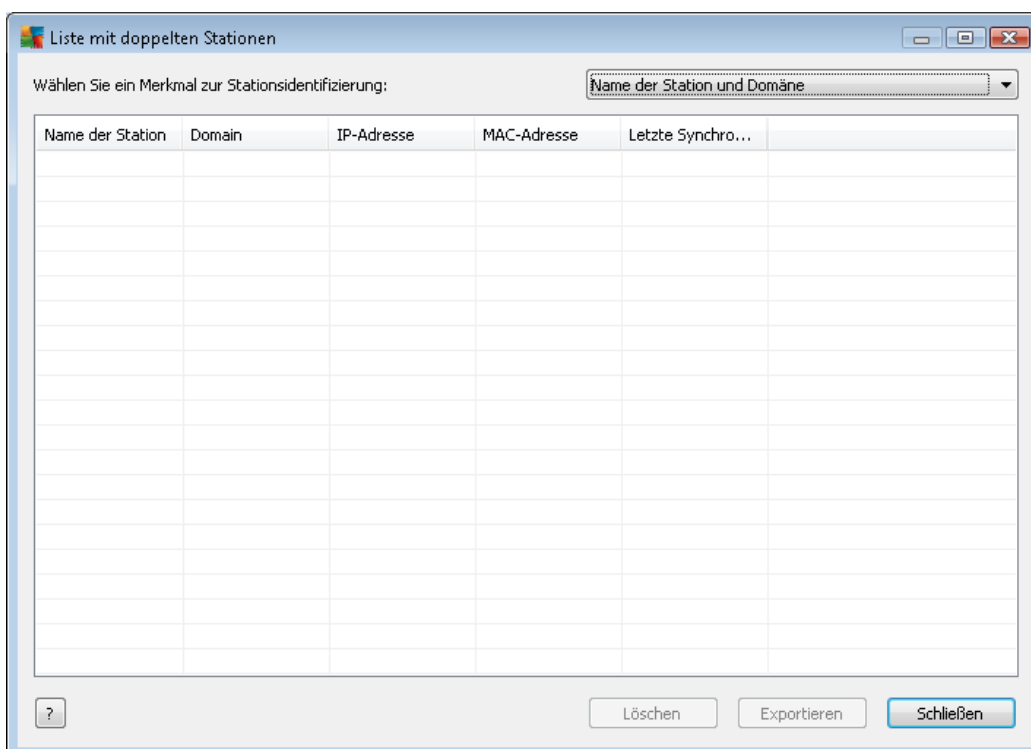 Liste mit doppelten Stationen
Wählen Sie ein Merkmal zur Stationsidentifizierung: Name der Station und Domäne
Name der Station Domain IP-Adresse MAC-Adresse Letzte Synchro...
? Löschen Exportieren Schließen